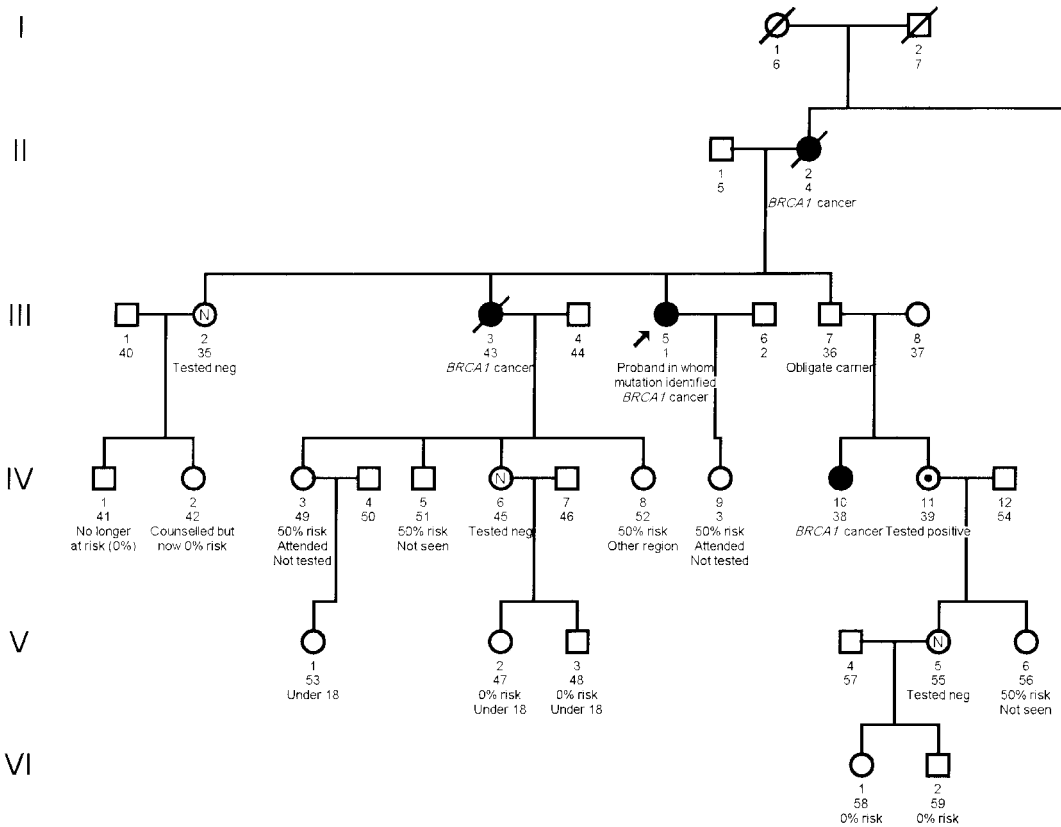 I
1 2
6 7
II
1 2
5 4
BRCA1 cancer
III
N
1 2 3 4 5 6 7 8
40 35 43 44 1 2 36 37
Tested neg BRCA1 cancer Proband in whom Obligate carrier
mutation identified
BRCA1 cancer
IV
N
1 2 3 4 5 6 7 8 9 10 11 12
41 42 49 50 51 45 46 52 3 38 39 54
No longer Counselled but 50% risk 50% risk Tested neg 50% risk 50% risk BRCA1 cancer Tested positive
at risk (0%) now 0% risk Attended Not seen Other region Attended
Not tested Not tested
V
N
1 2 3 4 5 6
53 47 48 57 55 56
Under 18 0% risk 0% risk Tested neg 50% risk
Under 18 Under 18 Not seen
VI
1 2
58 59
0% risk 0% risk